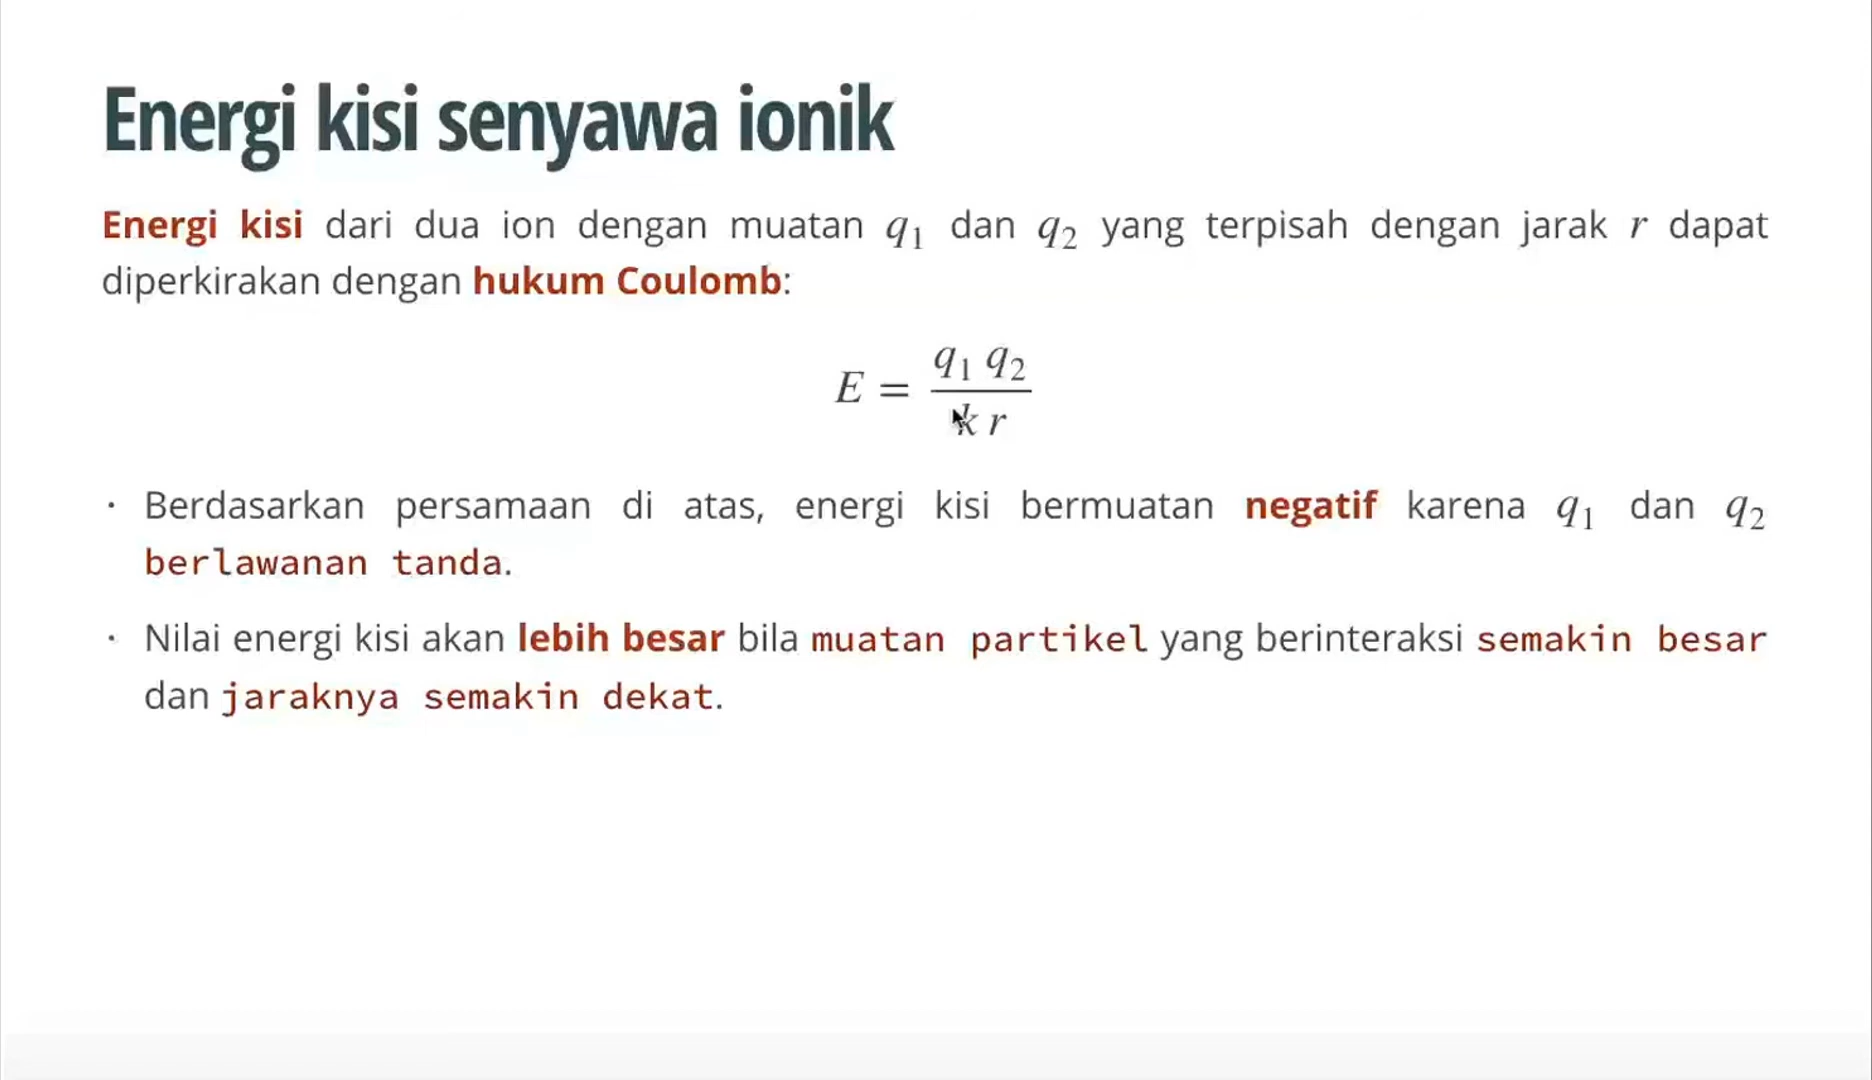 Energi kisi senyawa ionik
Energi kisi dari dua ion dengan muatan q₁ dan q₂ yang terpisah dengan jarak r dapat
diperkirakan dengan hukum Coulomb:
E = q₁ q₂ / k r
· Berdasarkan persamaan di atas, energi kisi bermuatan negatif karena q₁ dan q₂
berlawanan tanda.
· Nilai energi kisi akan lebih besar bila muatan partikel yang berinteraksi semakin besar
dan jaraknya semakin dekat.